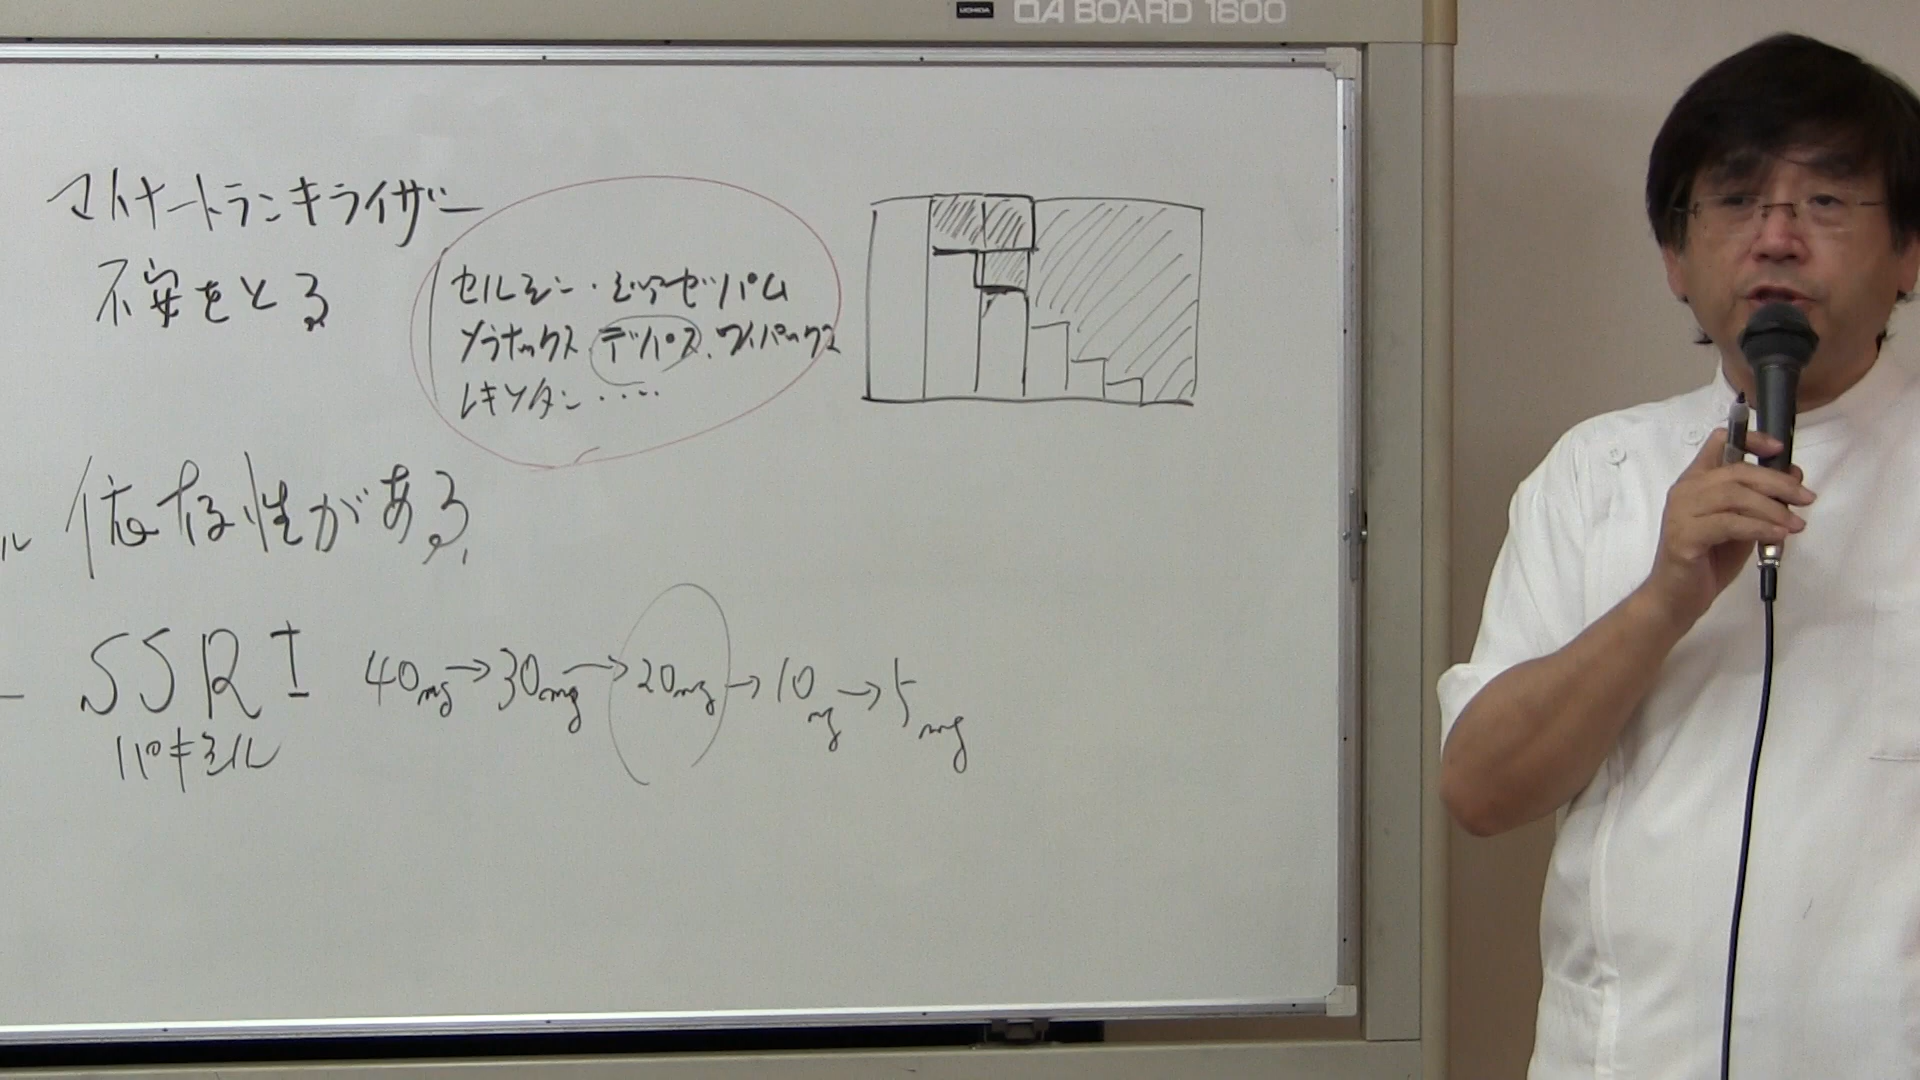 UCHIDA OA BOARD 1800
マイナートランキライザー
不安をとる
セルシン・ジアゼパム
ソラナックス.デパス.ワイパックス
レキソタン・・・・
ル 依存性がある
SSRI 40mg→30mg→20mg→10mg→5mg
パキシル